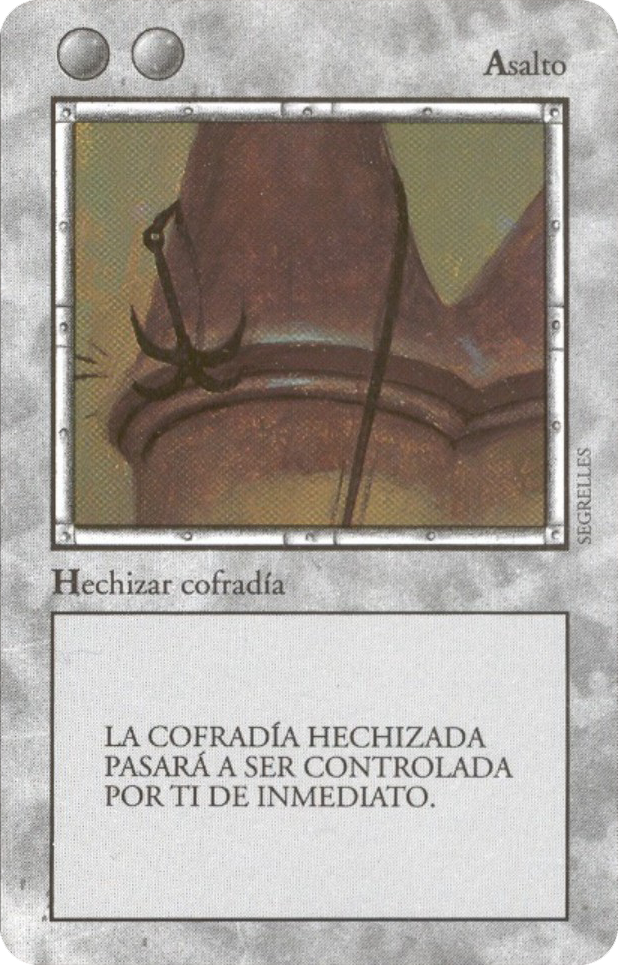 Asalto
SEGRELLES
Hechizar cofradía
LA COFRADÍA HECHIZADA
PASARÁ A SER CONTROLADA
POR TI DE INMEDIATO.